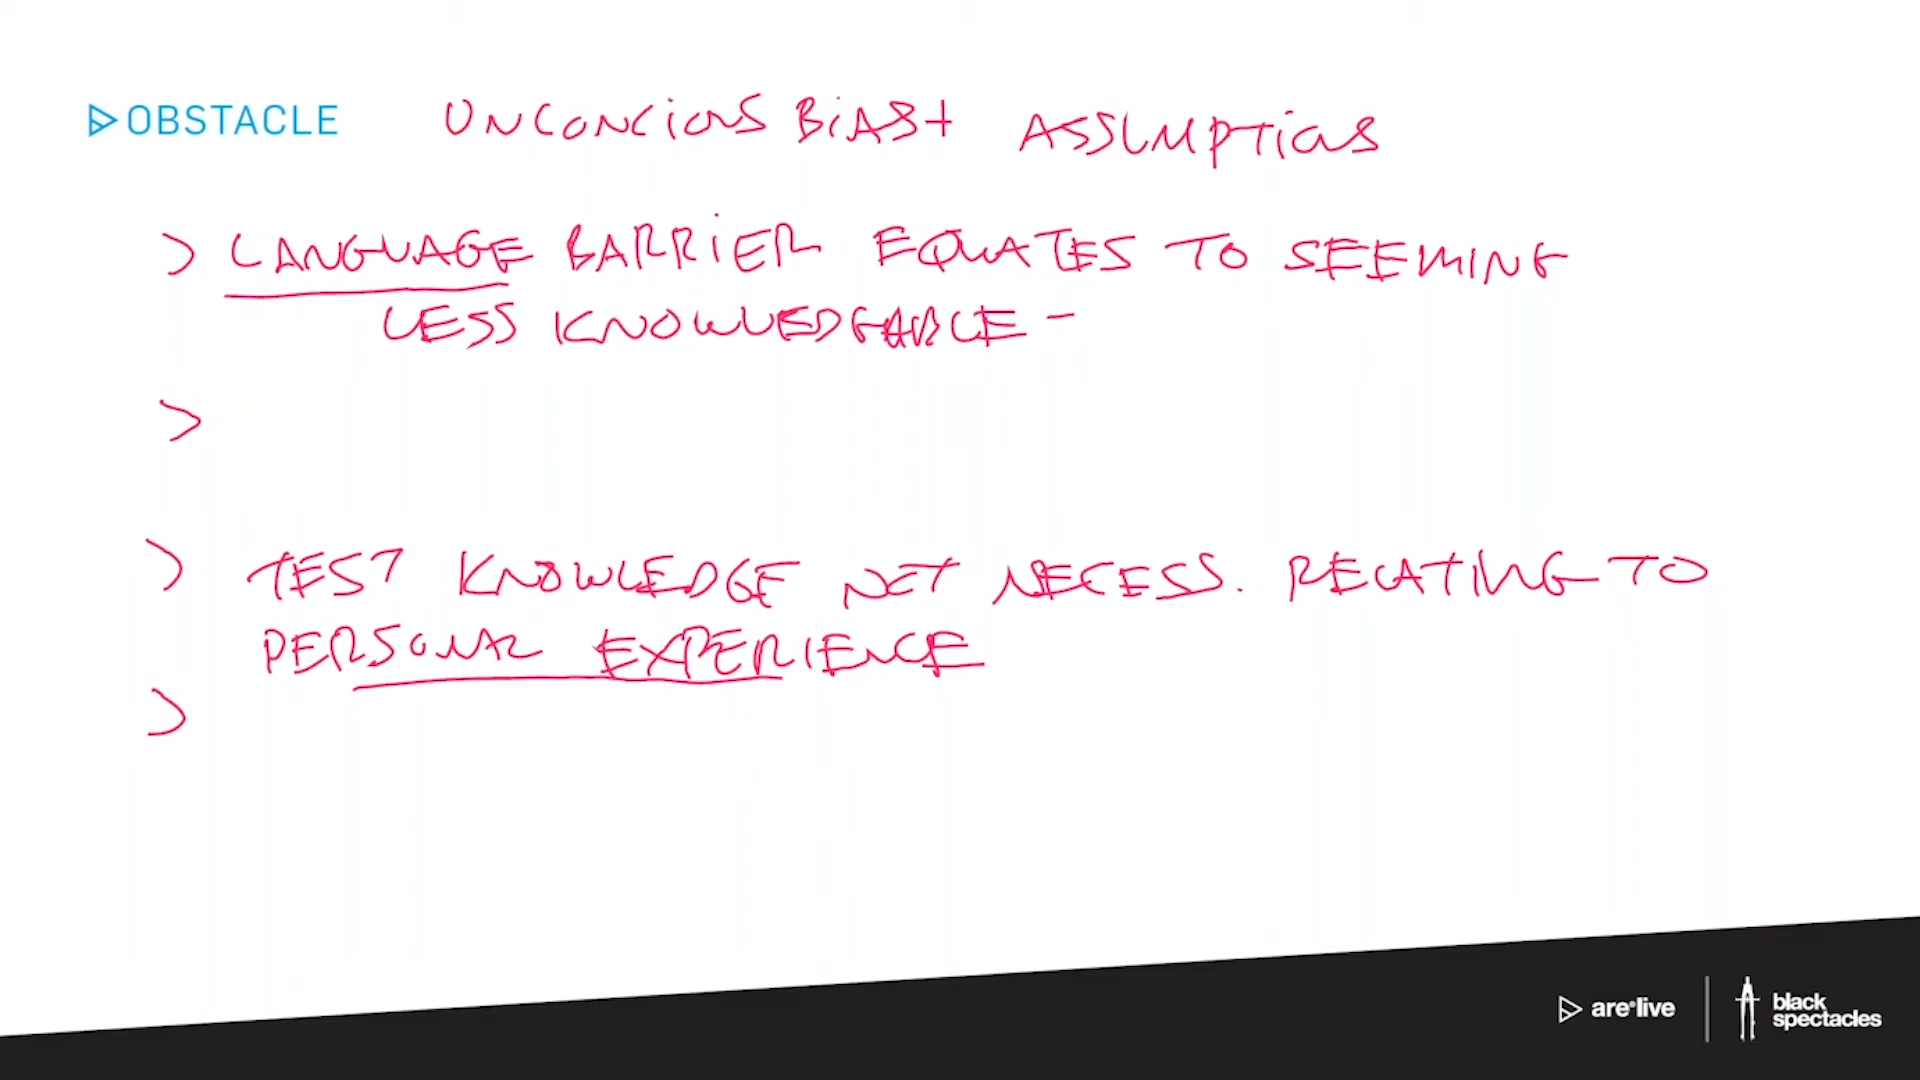 OBSTACLE UNCONCIOUS BIAS + ASSUMPTIONS
> LANGUAGE BARRIER EQUATES TO SEEMING
LESS KNOWLEDGABLE -
>
> TEST KNOWLEDGE NOT NECESS. RELATING TO
PERSONAL EXPERIENCE
>
are•live | black
spectacles